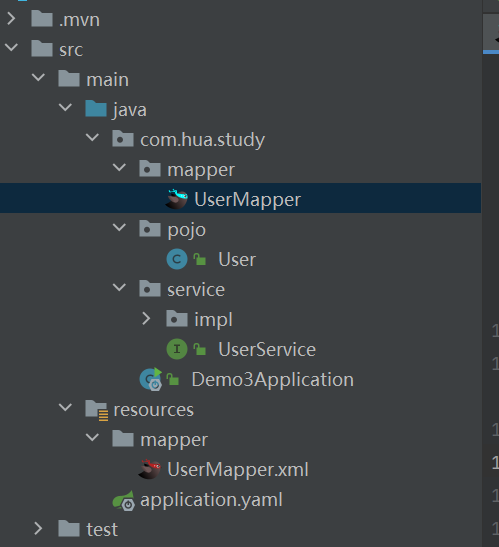 .mvn
src
main
java
com.hua.study
mapper
UserMapper
pojo
User
service
impl
UserService
Demo3Application
resources
mapper
UserMapper.xml
application.yaml
test